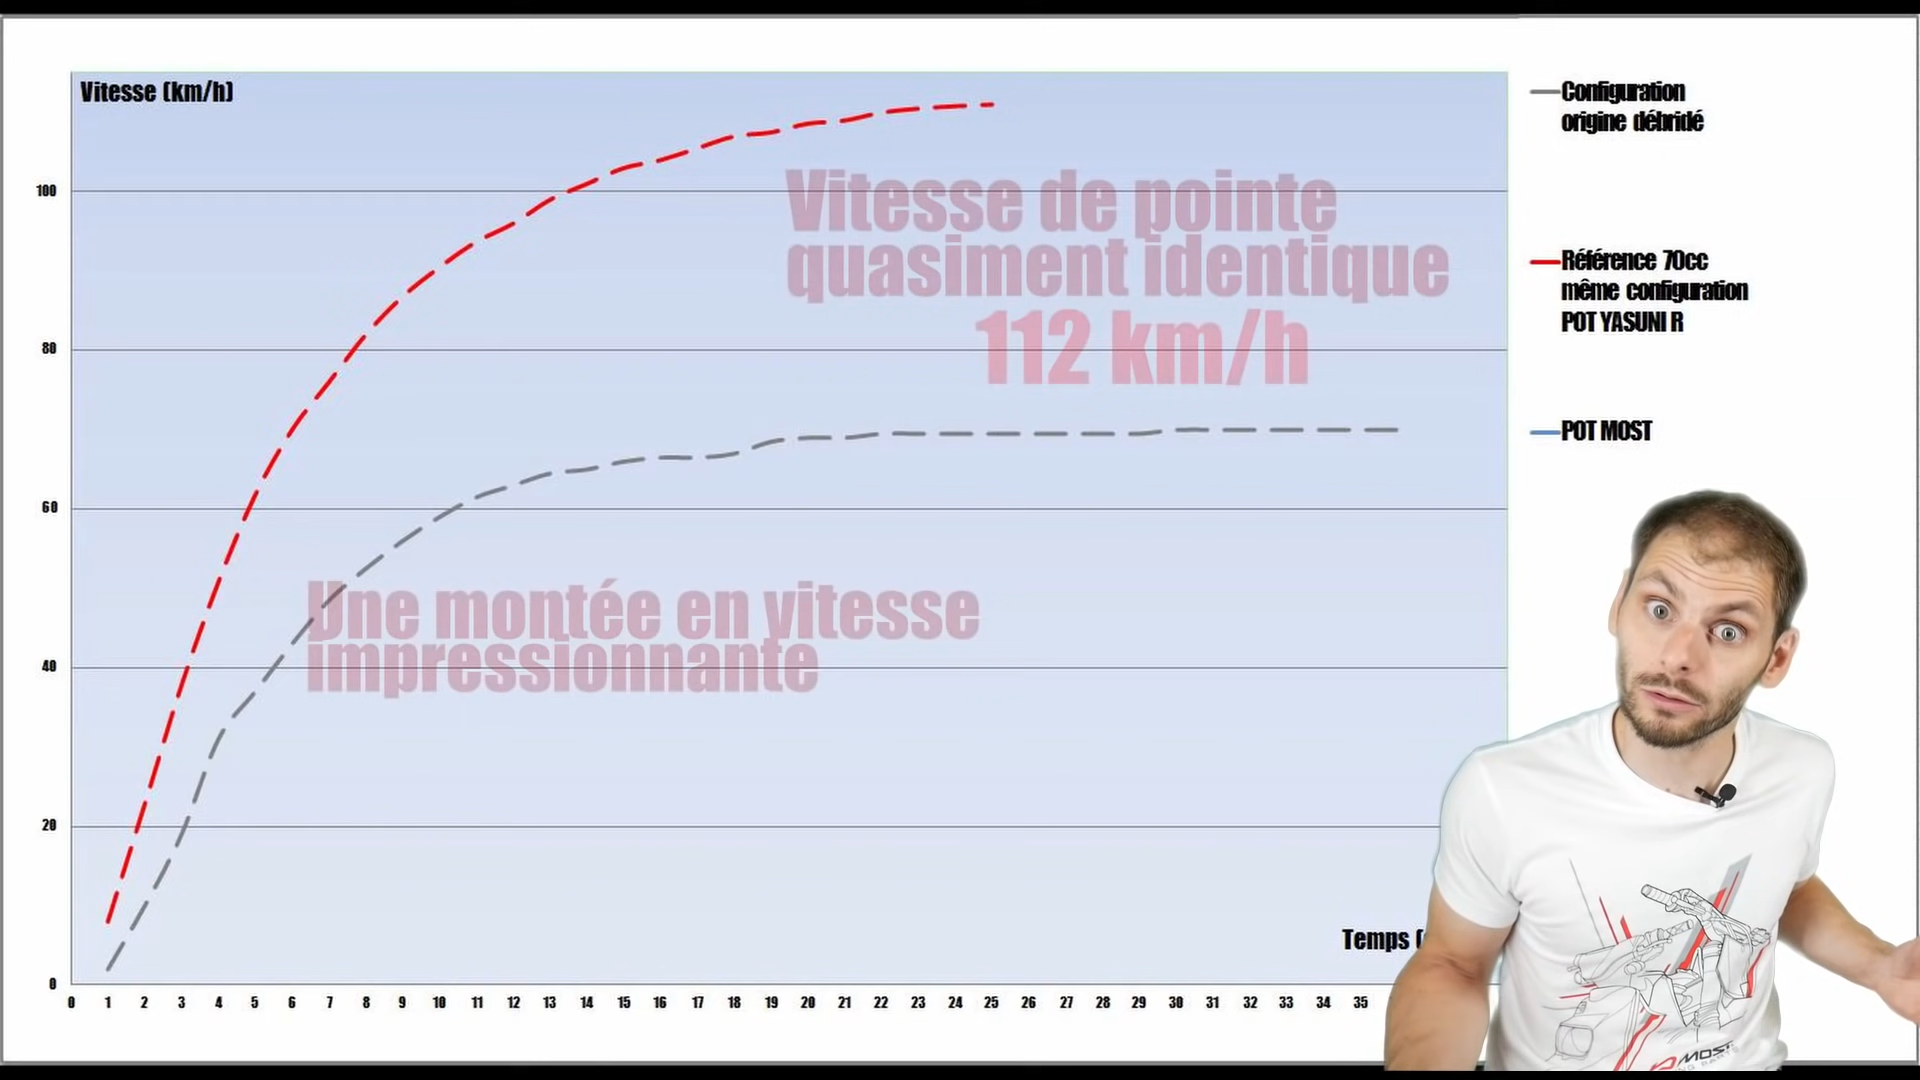 Vitesse (km/h)
100
80
60
40
20
0
0 1 2 3 4 5 6 7 8 9 10 11 12 13 14 15 16 17 18 19 20 21 22 23 24 25 26 27 28 29 30 31 32 33 34 35
Temps (
Vitesse de pointe
quasiment identique
112 km/h
Une montée en vitesse
impressionnante
Configuration
origine débridé
Référence 70cc
même configuration
POT YASUNI R
POT MOST
MOST